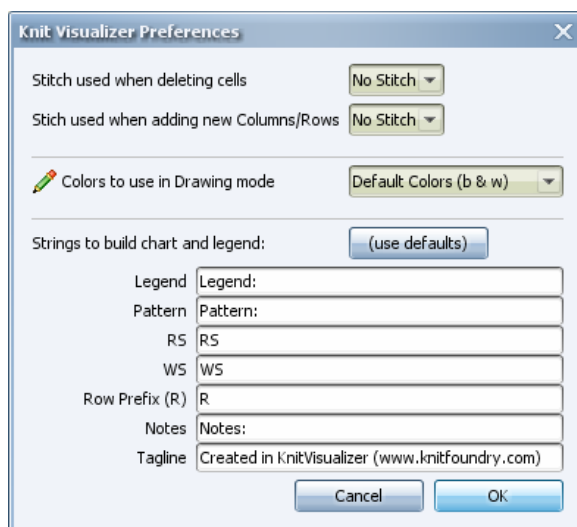 Knit Visualizer Preferences
Stitch used when deleting cells No Stitch
Stich used when adding new Columns/Rows No Stitch
Colors to use in Drawing mode Default Colors (b & w)
Strings to build chart and legend: (use defaults)
Legend Legend:
Pattern Pattern:
RS RS
WS WS
Row Prefix (R) R
Notes Notes:
Tagline Created in KnitVisualizer (www.knitfoundry.com)
Cancel OK